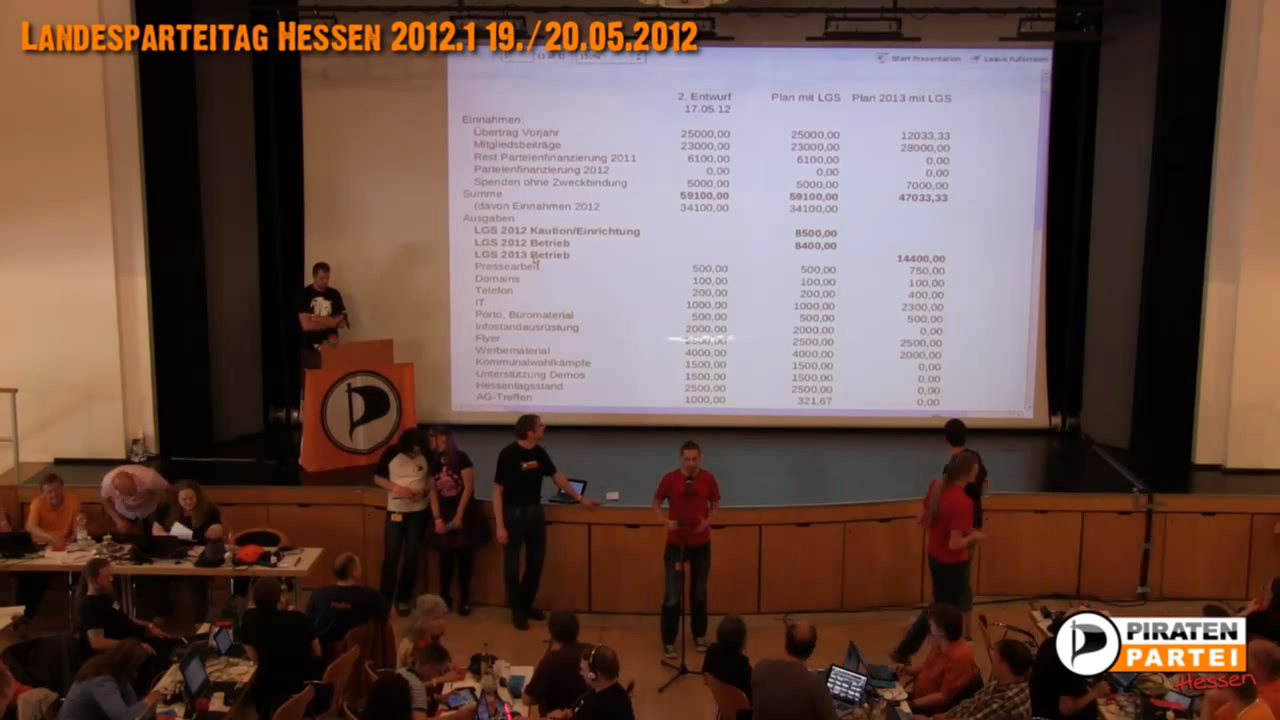 LANDESPARTEITAG HESSEN 2012.1 19./20.05.2012
Start Presentation Leave Fullscreen
2. Entwurf Plan mit LGS Plan 2013 mit LGS
17.05.12
Einnahmen:
Übertrag Vorjahr 25000,00 25000,00 12033,33
Mitgliedsbeiträge 23000,00 23000,00 28000,00
Rest Parteienfinanzierung 2011 6100,00 6100,00 0,00
Parteienfinanzierung 2012 0,00 0,00 0,00
Spenden ohne Zweckbindung 5000,00 5000,00 7000,00
Summe 59100,00 59100,00 47033,33
(davon Einnahmen 2012 34100,00 34100,00
Ausgaben
LGS 2012 Kaution/Einrichtung 8500,00
LGS 2012 Betrieb 8400,00
LGS 2013 Betrieb 14400,00
Pressearbeit 500,00 500,00 750,00
Domains 100,00 100,00 100,00
Telefon 200,00 200,00 400,00
IT 1000,00 1000,00 2300,00
Porto, Büromaterial 500,00 500,00 500,00
Infostandausrüstung 2000,00 2000,00 0,00
Flyer 2500,00 2500,00 2500,00
Werbematerial 4000,00 4000,00 2000,00
Kommunalwahlkämpfe 1500,00 1500,00 0,00
Unterstützung Demos 1500,00 1500,00 0,00
Hessentagsstand 2500,00 2500,00 0,00
AG-Treffen 1000,00 321,67 0,00
PIRATEN
PARTEI
Hessen